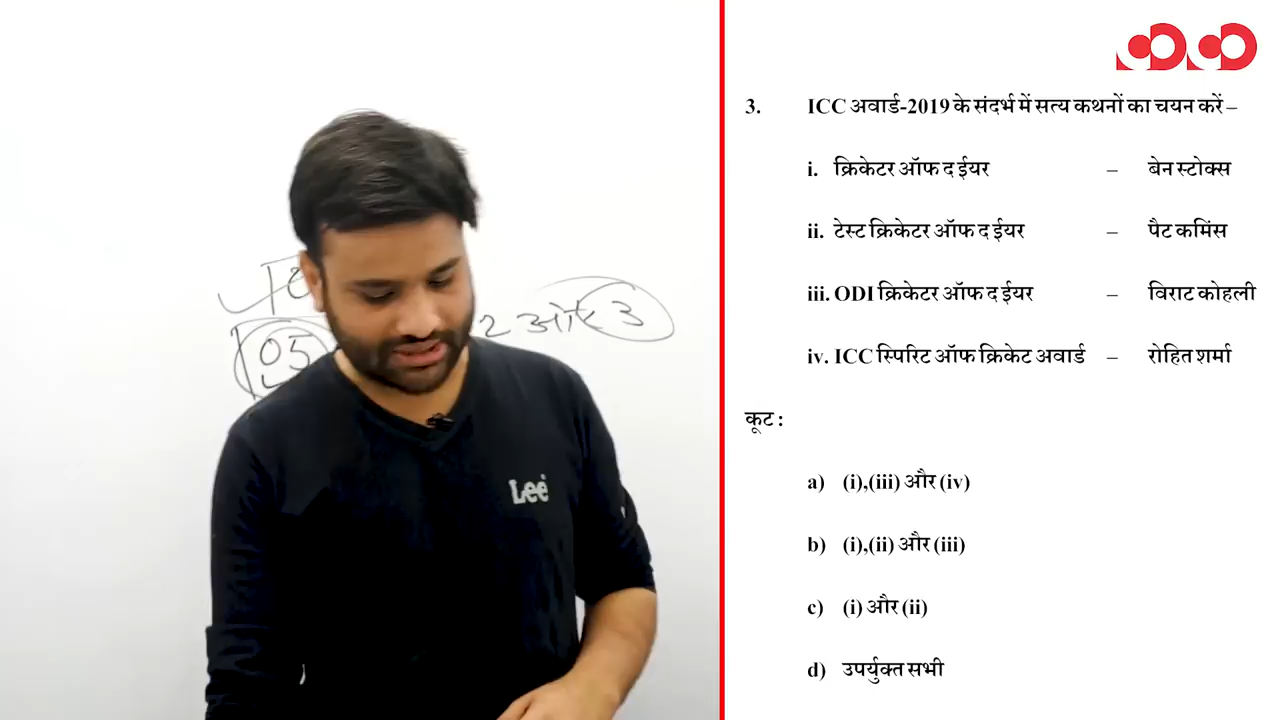 05
2 और 3
Lee
3. ICC अवार्ड-2019 के संदर्भ में सत्य कथनों का चयन करें –
i. क्रिकेटर ऑफ द ईयर – बेन स्टोक्स
ii. टेस्ट क्रिकेटर ऑफ द ईयर – पैट कमिंस
iii. ODI क्रिकेटर ऑफ द ईयर – विराट कोहली
iv. ICC स्पिरिट ऑफ क्रिकेट अवार्ड – रोहित शर्मा
कूट :
a) (i),(iii) और (iv)
b) (i),(ii) और (iii)
c) (i) और (ii)
d) उपर्युक्त सभी